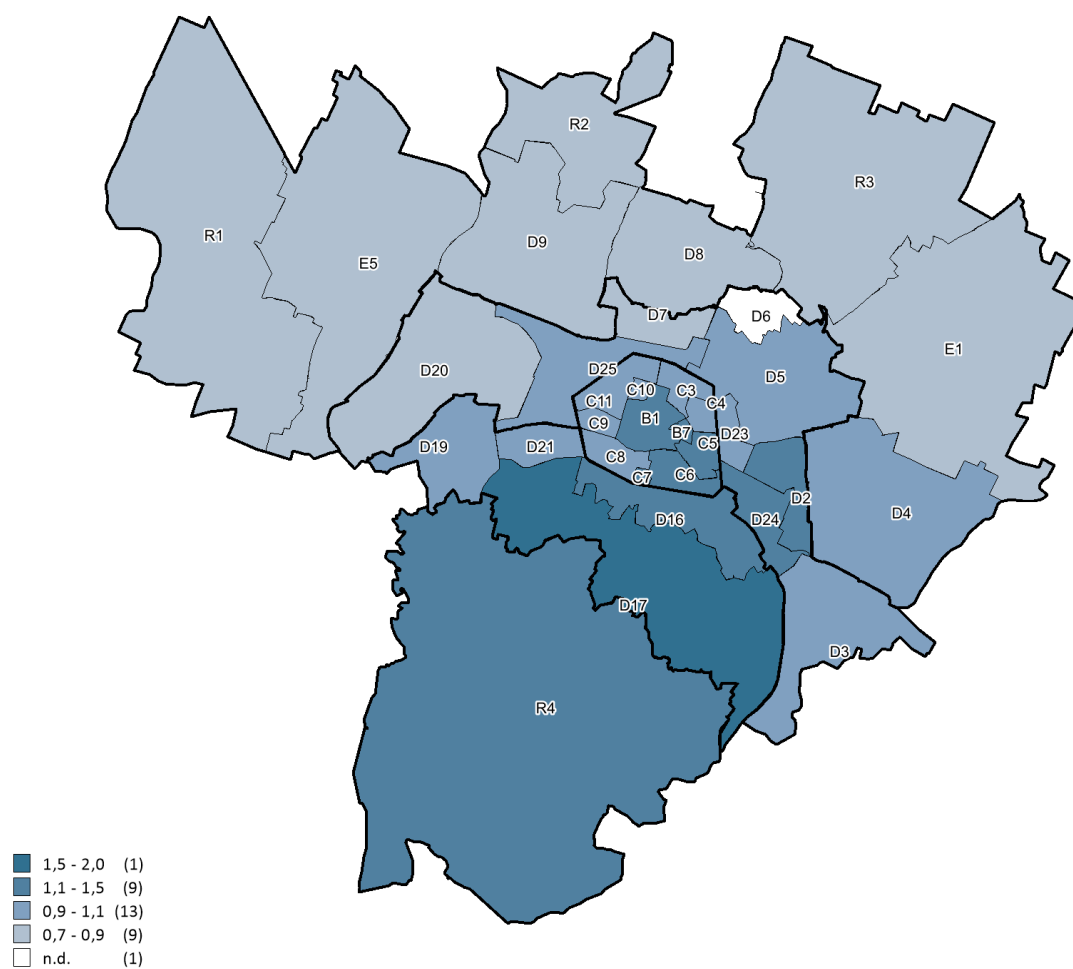 R2
R3
R1
D9
D8
E5
D7
D6
E1
D20
D25
D5
C10
C3
C11
C4
B1
C9
B7
D23
C5
D19
D21
C8
C7
C6
D2
D16
D24
D4
D17
D3
R4
1,5 - 2,0 (1)
1,1 - 1,5 (9)
0,9 - 1,1 (13)
0,7 - 0,9 (9)
n.d. (1)